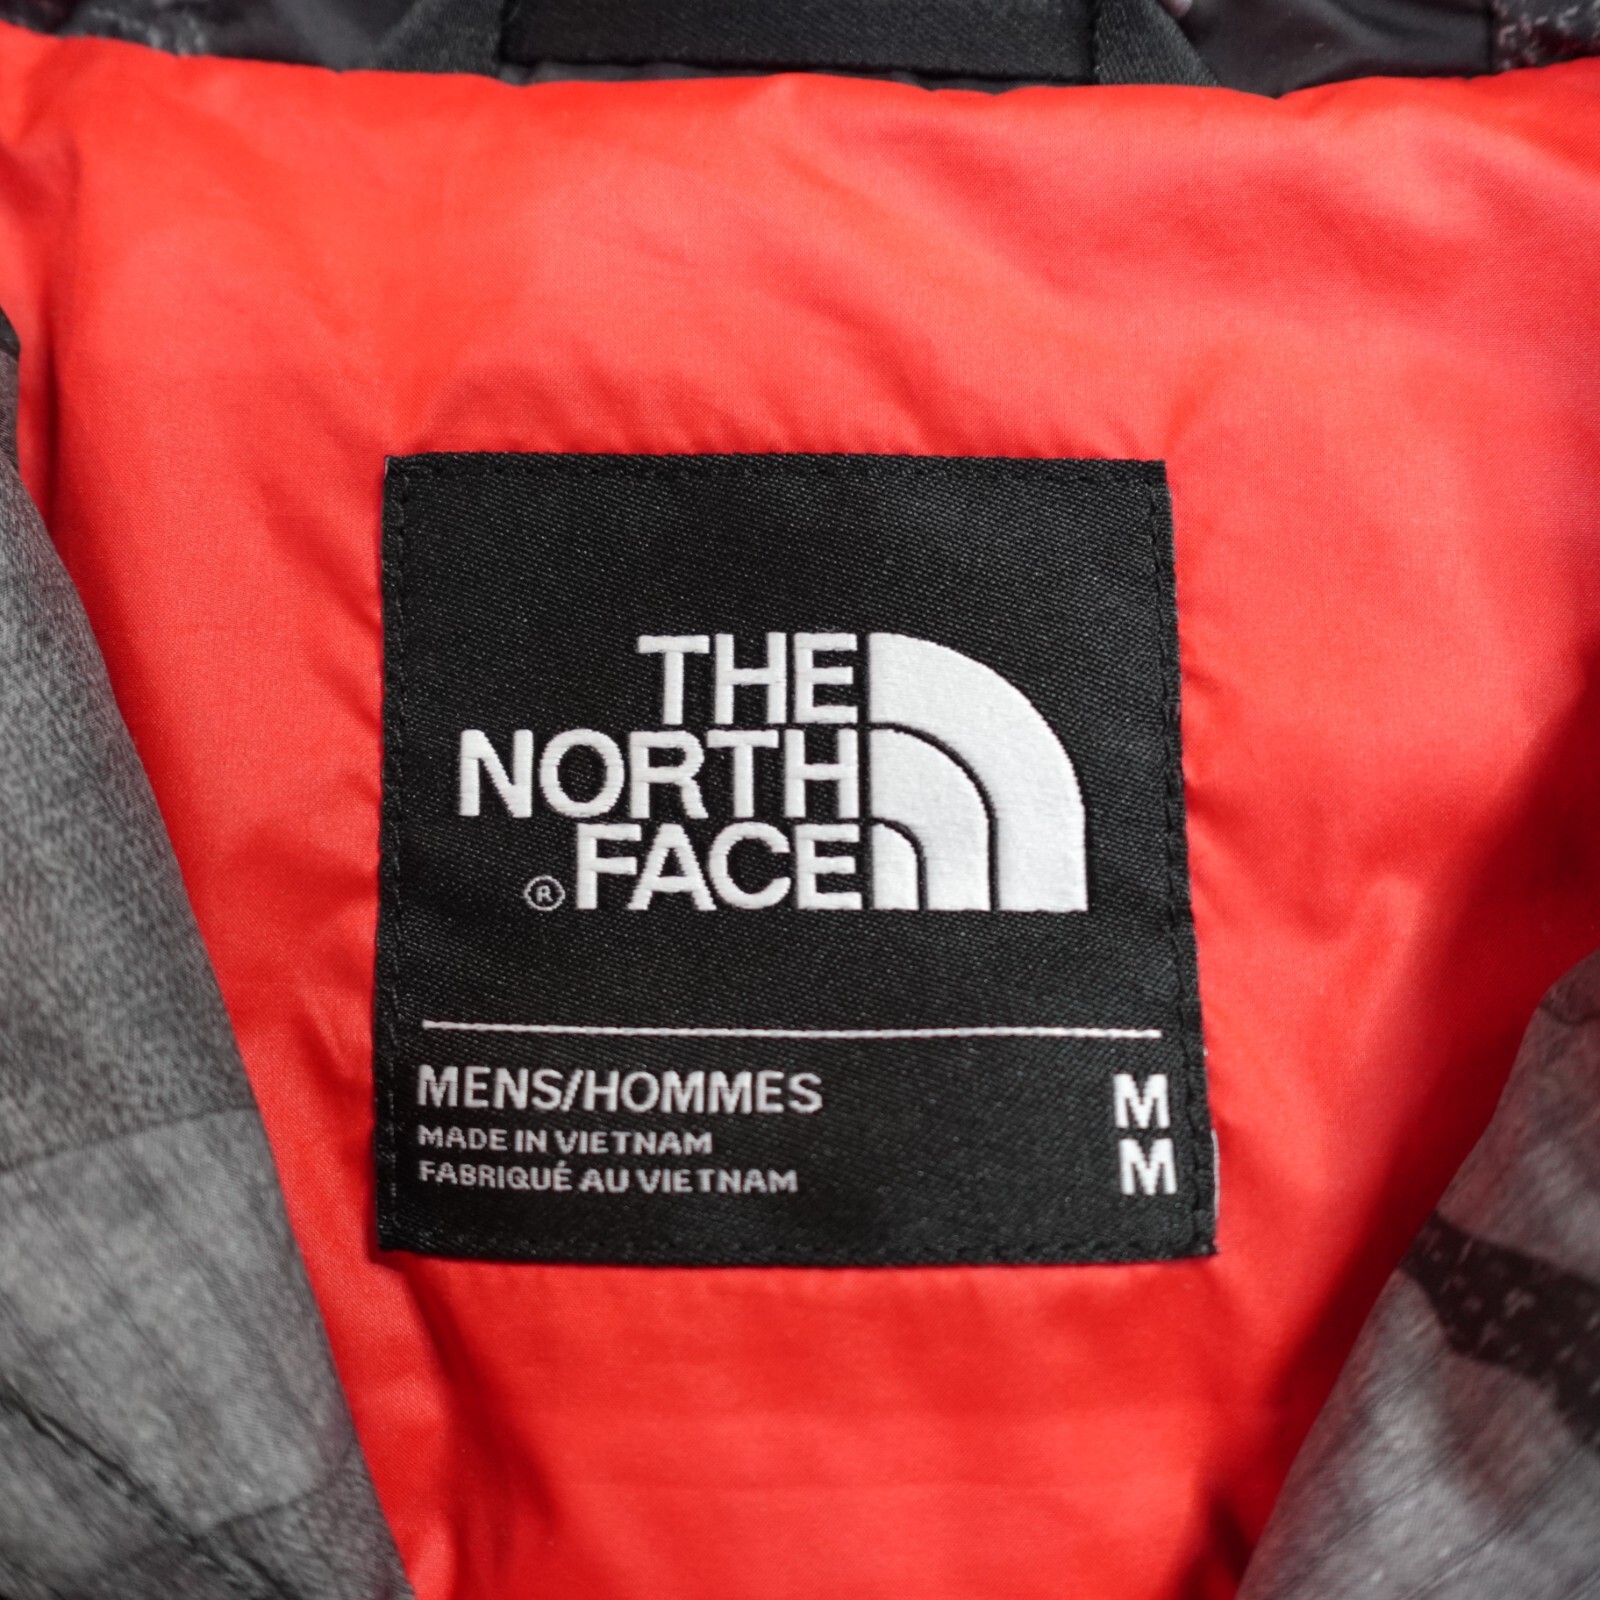 THE
NORTH
® FACE
MENS/HOMMES M
MADE IN VIETNAM
FABRIQUÉ AU VIETNAM M